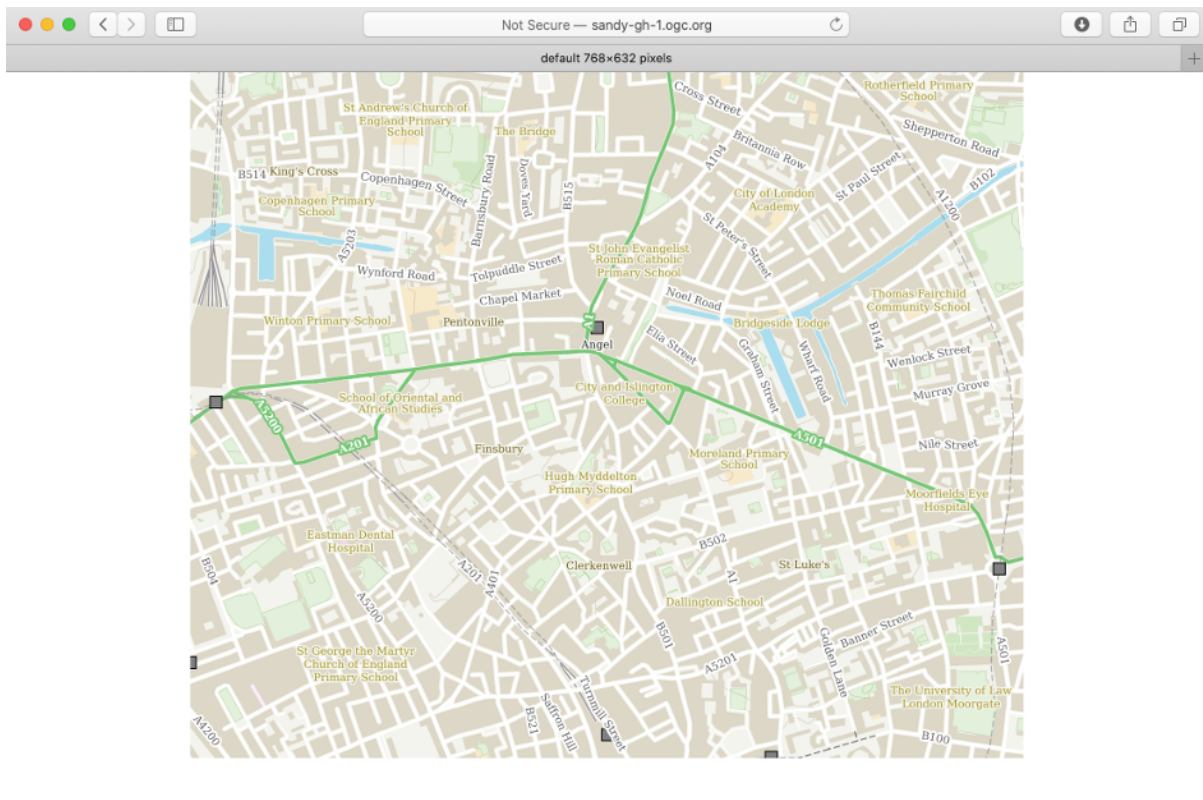 Not Secure — sandy-gh-1.ogc.org
default 768×632 pixels
Cross Street
Rotherfield Primary
School
St Andrew's Church of
England Primary
School
The Bridge
A104
Britannia Row
Shepperton Road
B514
King's Cross
Copenhagen Street
Barnsbury Road
Doves Yard
B515
St Paul Street
B102
A1200
Copenhagen Primary
School
City of London
Academy
A5203
St Peter's Street
St John Evangelist
Roman Catholic
Primary School
Wynford Road
Tolpuddle Street
Chapel Market
Noel Road
Thomas Fairchild
Community School
Winton Primary School
Pentonville
A1
Angel
Elia Street
Bridgeside Lodge
B144
Graham Street
Wharf Road
Wenlock Street
Murray Grove
City and Islington
College
School of Oriental and
African Studies
A5200
A201
A501
Nile Street
Finsbury
Moreland Primary
School
Hugh Myddelton
Primary School
Moorfields Eye
Hospital
Eastman Dental
Hospital
B502
B504
A201
A401
Clerkenwell
A1
St Luke's
A5200
Dallington School
B501
Banner Street
Golden Lane
A501
St George the Martyr
Church of England
Primary School
A5201
The University of Law
London Moorgate
A4200
B521
Saffron Hill
Turnmill Street
B100